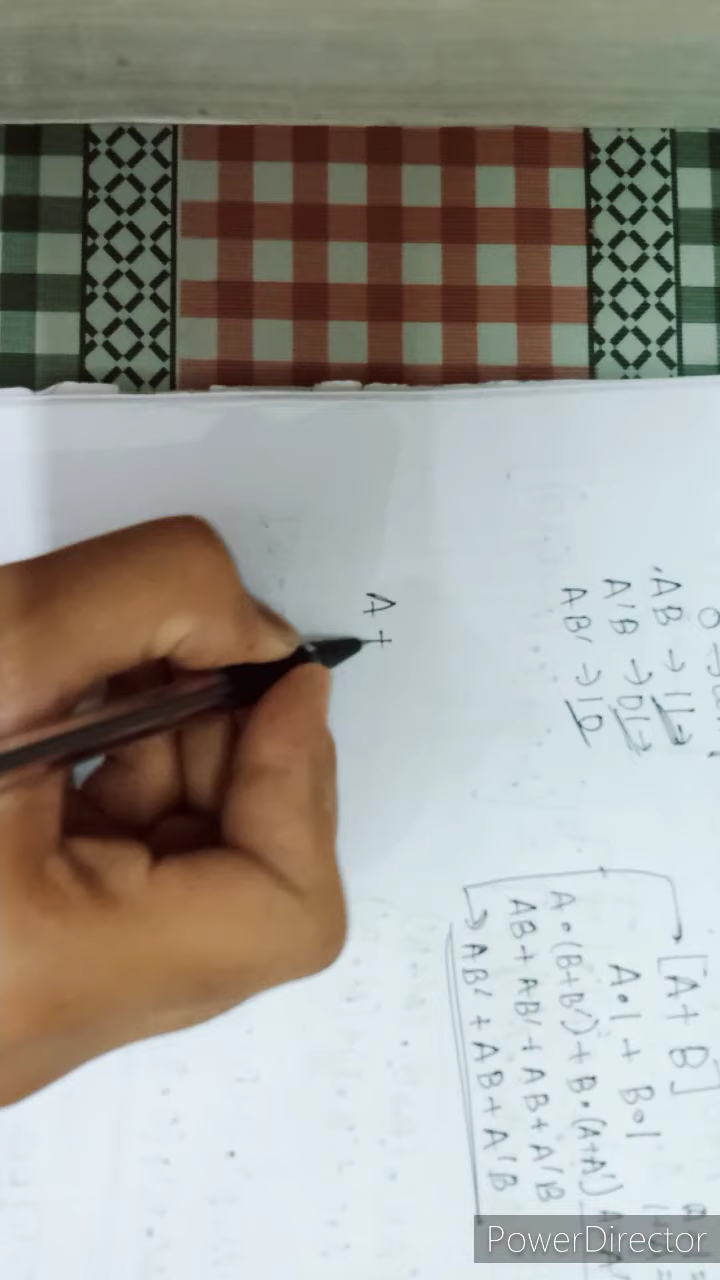 AB → 11 →
A'B → 01 →
AB' → 10
[A + B]
A•1 + B•1
A•(B+B') + B•(A+A')
AB + AB' + AB + A'B
→ AB' + AB + A'B
A +
PowerDirector